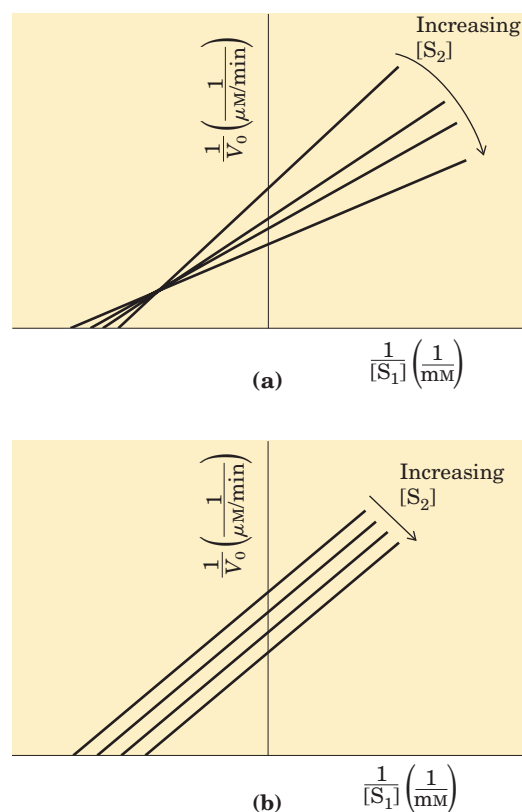 Increasing
[S₂]
1/V₀ (1/μM/min)
1/[S₁] (1/mM)
(a)
Increasing
[S₂]
1/V₀ (1/μM/min)
1/[S₁] (1/mM)
(b)